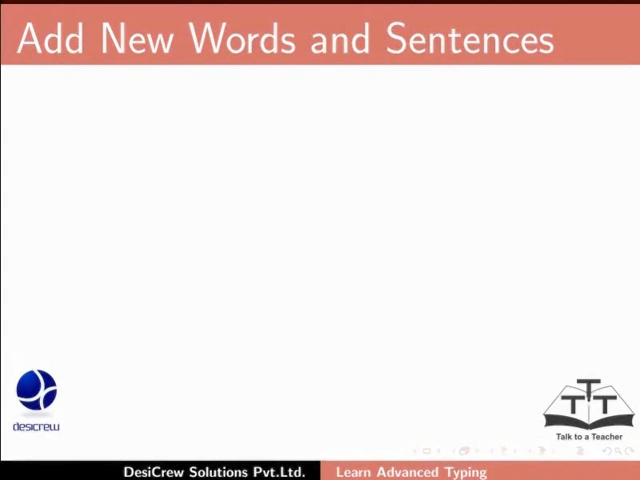 Add New Words and Sentences
desicrew
T
T T
Talk to a Teacher
DesiCrew Solutions Pvt.Ltd.
Learn Advanced Typing